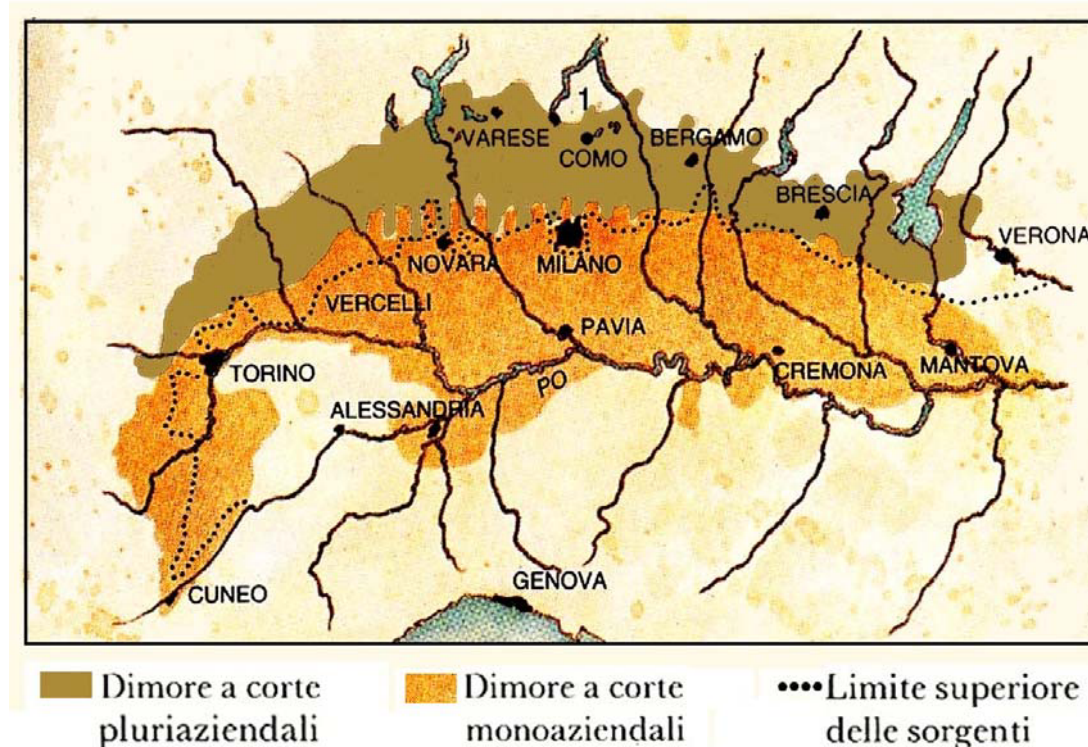 1
VARESE
COMO
BERGAMO
BRESCIA
VERONA
NOVARA
MILANO
VERCELLI
PAVIA
TORINO
PO
CREMONA
MANTOVA
ALESSANDRIA
GENOVA
CUNEO
Dimore a corte
pluriaziendali
Dimore a corte
monoaziendali
Limite superiore
delle sorgenti